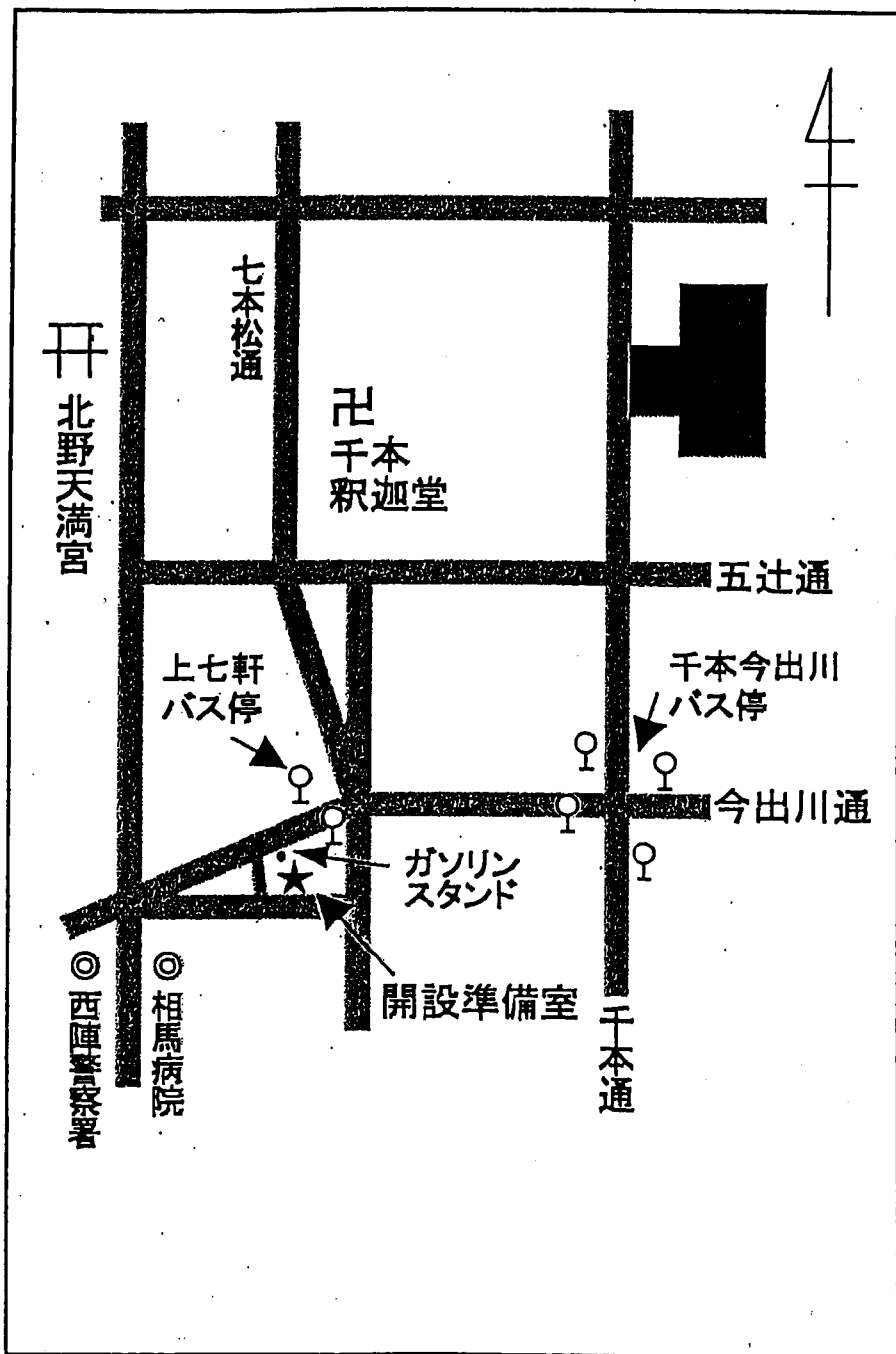 七本松通
北野天満宮
卍
千本
釈迦堂
五辻通
上七軒
バス停
千本今出川
バス停
今出川通
ガソリン
スタンド
開設準備室
西陣警察署
相馬病院
千本通